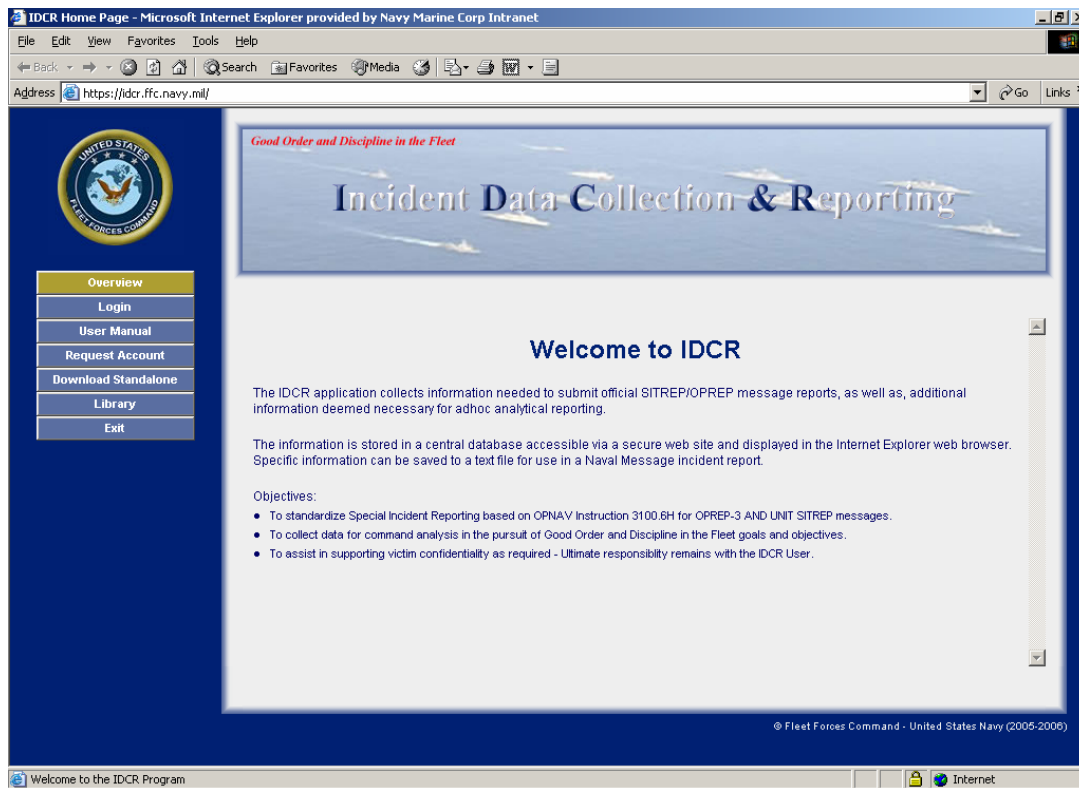 IDCR Home Page - Microsoft Internet Explorer provided by Navy Marine Corp Intranet
File Edit View Favorites Tools Help
Back Search Favorites Media
Address https://idcr.ffc.navy.mil/ Go Links
UNITED STATES
FLEET FORCES COMMAND
Good Order and Discipline in the Fleet
Incident Data Collection & Reporting
Overview
Login
User Manual
Request Account
Download Standalone
Library
Exit
Welcome to IDCR
The IDCR application collects information needed to submit official SITREP/OPREP message reports, as well as, additional
information deemed necessary for adhoc analytical reporting.
The information is stored in a central database accessible via a secure web site and displayed in the Internet Explorer web browser.
Specific information can be saved to a text file for use in a Naval Message incident report.
Objectives:
• To standardize Special Incident Reporting based on OPNAV Instruction 3100.6H for OPREP-3 AND UNIT SITREP messages.
• To collect data for command analysis in the pursuit of Good Order and Discipline in the Fleet goals and objectives.
• To assist in supporting victim confidentiality as required - Ultimate responsiblity remains with the IDCR User.
© Fleet Forces Command - United States Navy (2005-2006)
Welcome to the IDCR Program Internet